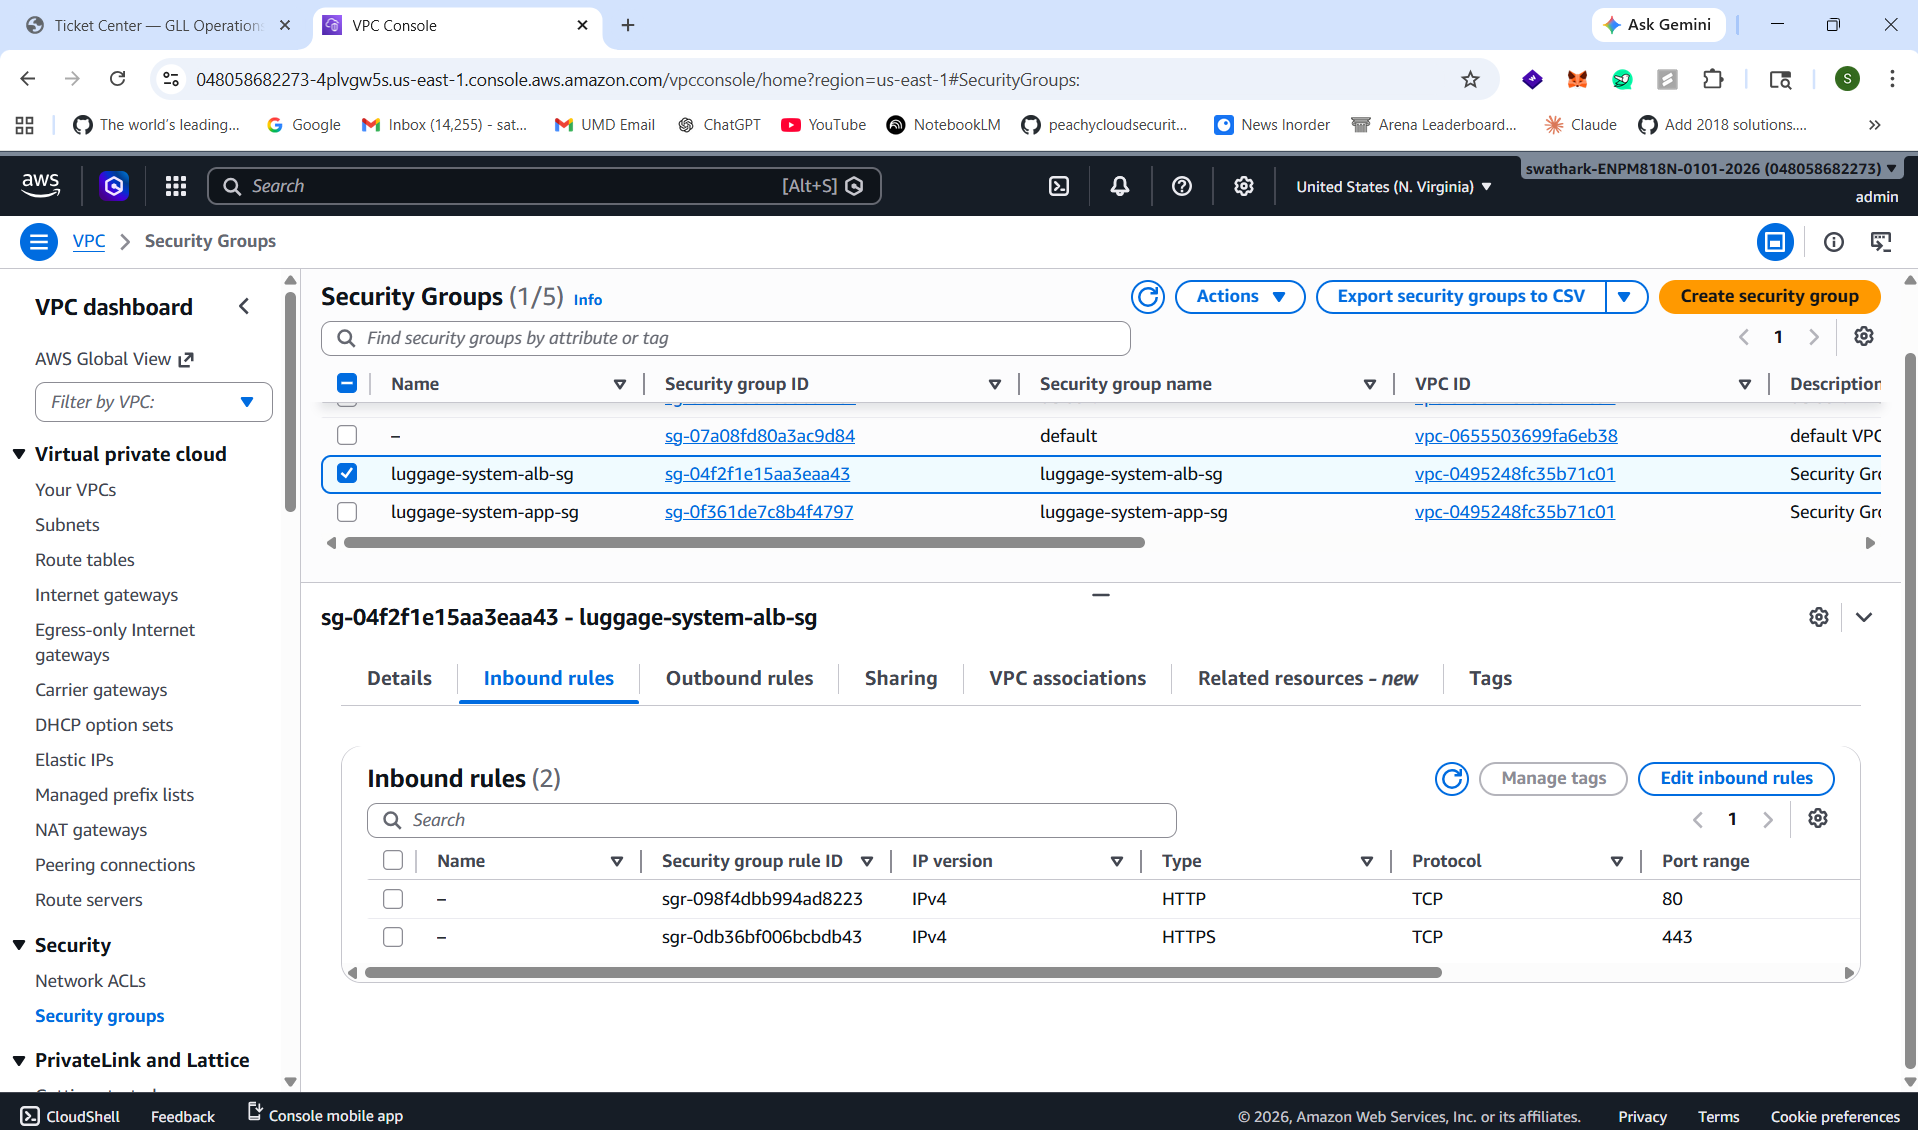 Ticket Center — GLL Operation
VPC Console
Ask Gemini
048058682273-4plvgw5s.us-east-1.console.aws.amazon.com/vpcconsole/home?region=us-east-1#SecurityGroups:
S
The world's leading...
Google
Inbox (14,255) - sat...
UMD Email
ChatGPT
YouTube
NotebookLM
peachycloudsecurit...
News Inorder
Arena Leaderboard...
Claude
Add 2018 solutions....
aws
Search
[Alt+S]
United States (N. Virginia)
swathark-ENPM818N-0101-2026 (048058682273)
admin
VPC
Security Groups
VPC dashboard
AWS Global View
Filter by VPC:
Virtual private cloud
Your VPCs
Subnets
Route tables
Internet gateways
Egress-only Internet
gateways
Carrier gateways
DHCP option sets
Elastic IPs
Managed prefix lists
NAT gateways
Peering connections
Route servers
Security
Network ACLs
Security groups
PrivateLink and Lattice
Security Groups (1/5) Info
Actions
Export security groups to CSV
Create security group
Find security groups by attribute or tag
1
Name Security group ID Security group name VPC ID Description
– sg-07a08fd80a3ac9d84 default vpc-0655503699fa6eb38 default VPC
luggage-system-alb-sg sg-04f2f1e15aa3eaa43 luggage-system-alb-sg vpc-0495248fc35b71c01 Security Gro
luggage-system-app-sg sg-0f361de7c8b4f4797 luggage-system-app-sg vpc-0495248fc35b71c01 Security Gro
sg-04f2f1e15aa3eaa43 - luggage-system-alb-sg
Details
Inbound rules
Outbound rules
Sharing
VPC associations
Related resources - new
Tags
Inbound rules (2)
Manage tags
Edit inbound rules
Search
1
Name Security group rule ID IP version Type Protocol Port range
– sgr-098f4dbb994ad8223 IPv4 HTTP TCP 80
– sgr-0db36bf006bcbdb43 IPv4 HTTPS TCP 443
CloudShell
Feedback
Console mobile app
© 2026, Amazon Web Services, Inc. or its affiliates.
Privacy
Terms
Cookie preferences